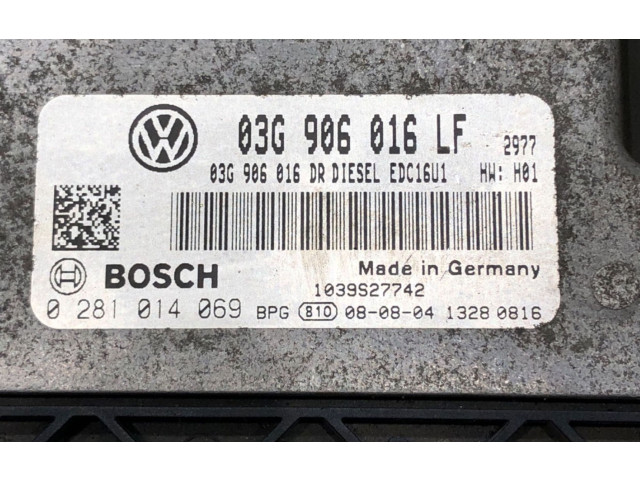 03G 906 016 LF 2977
03G 906 016 DR DIESEL EDC16U1 HW: H01
BOSCH
Made in Germany
1039S27742
0 281 014 069 BPG 810 08-08-04 1328 0816